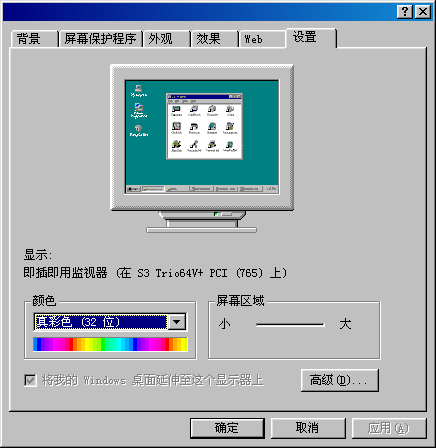 背景 屏幕保护程序 外观 效果 Web 设置
显示:
即插即用监视器 (在 S3 Trio64V+ PCI (765) 上)
颜色
真彩色 (32 位)
屏幕区域
小 大
将我的 Windows 桌面延伸至这个显示器上
高级(D)...
确定 取消 应用(A)